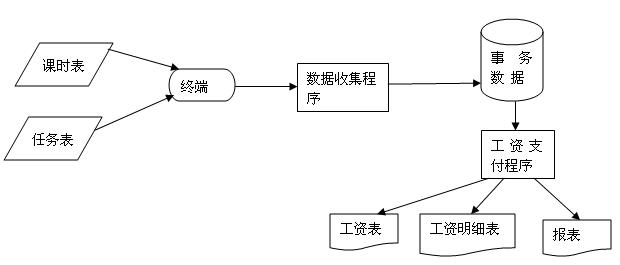 课时表
任务表
终端
数据收集程
序
事务
数据
工资支
付程序
工资表
工资明细表
报表